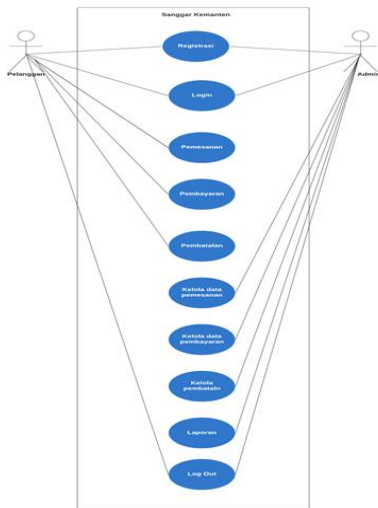 Sanggar Kemanten
Registrasi
Pelanggan
Admin
Login
Pemesanan
Pembayaran
Pembatalan
Kelola data
pemesanan
Kelola data
pembayaran
Kelola
pembataln
Laporan
Log Out